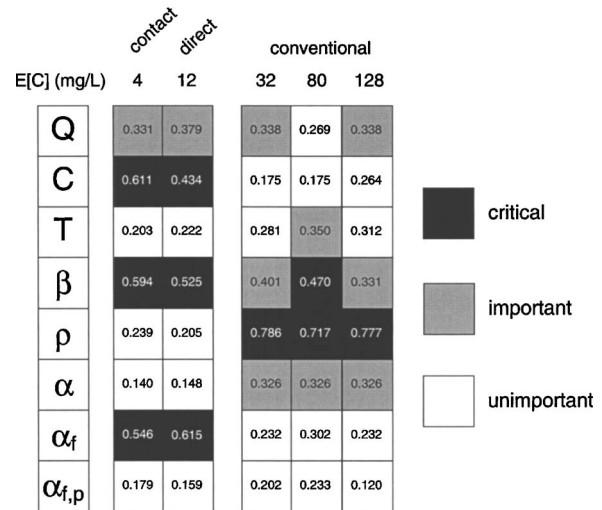 contact direct conventional
E[C] (mg/L) 4 12 32 80 128
Q 0.331 0.379 0.338 0.269 0.338
C 0.611 0.434 0.175 0.175 0.264
critical
T 0.203 0.222 0.281 0.350 0.312
β 0.594 0.525 0.401 0.470 0.331
important
ρ 0.239 0.205 0.786 0.717 0.777
α 0.140 0.148 0.326 0.326 0.326
unimportant
αf 0.546 0.615 0.232 0.302 0.232
αf,p 0.179 0.159 0.202 0.233 0.120